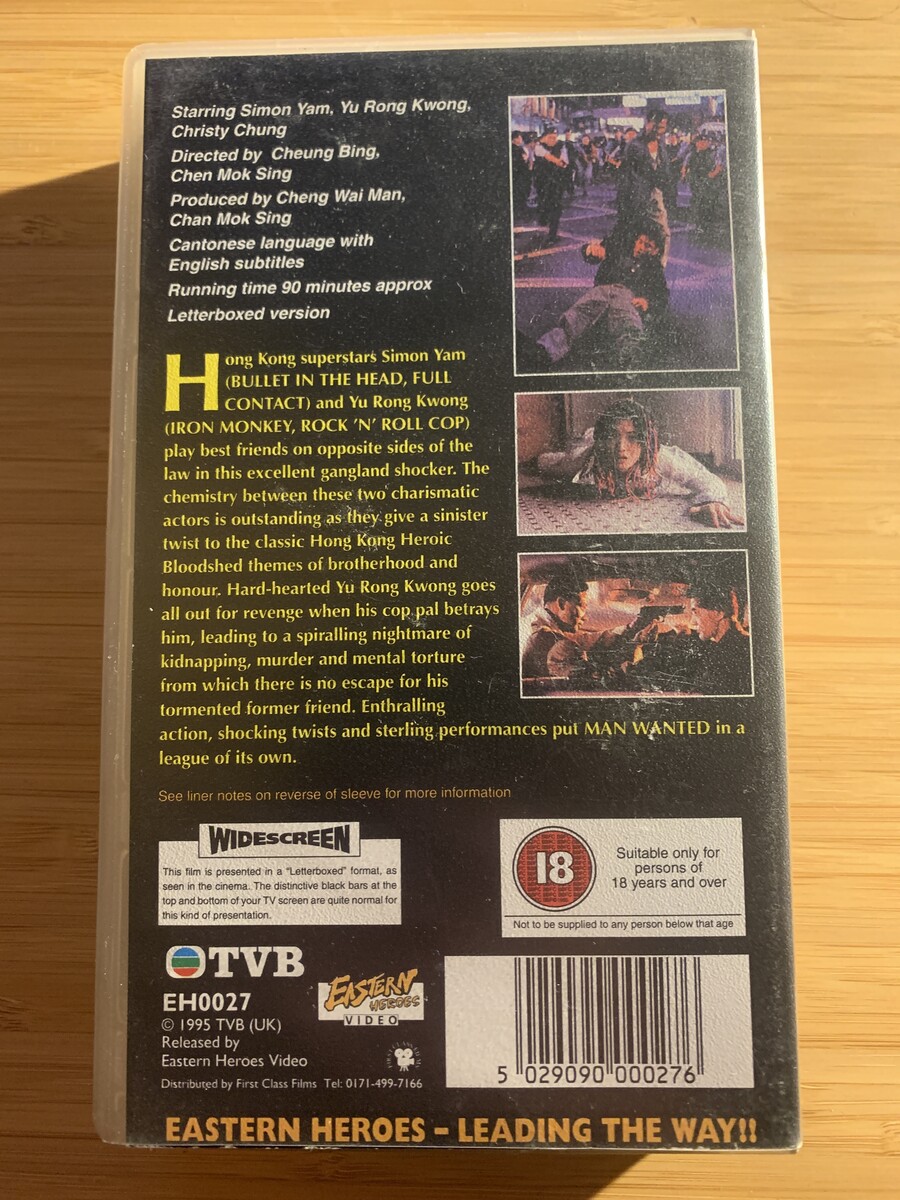 Starring Simon Yam, Yu Rong Kwong,
Christy Chung
Directed by Cheung Bing,
Chen Mok Sing
Produced by Cheng Wai Man,
Chan Mok Sing
Cantonese language with
English subtitles
Running time 90 minutes approx
Letterboxed version
Hong Kong superstars Simon Yam
(BULLET IN THE HEAD, FULL
CONTACT) and Yu Rong Kwong
(IRON MONKEY, ROCK 'N' ROLL COP)
play best friends on opposite sides of the
law in this excellent gangland shocker. The
chemistry between these two charismatic
actors is outstanding as they give a sinister
twist to the classic Hong Kong Heroic
Bloodshed themes of brotherhood and
honour. Hard-hearted Yu Rong Kwong goes
all out for revenge when his cop pal betrays
him, leading to a spiralling nightmare of
kidnapping, murder and mental torture
from which there is no escape for his
tormented former friend. Enthralling
action, shocking twists and sterling performances put MAN WANTED in a
league of its own.
See liner notes on reverse of sleeve for more information
WIDESCREEN
This film is presented in a "Letterboxed" format, as
seen in the cinema. The distinctive black bars at the
top and bottom of your TV screen are quite normal for
this kind of presentation.
18
Suitable only for
persons of
18 years and over
Not to be supplied to any person below that age
TVB
EH0027
© 1995 TVB (UK)
Released by
Eastern Heroes Video
Distributed by First Class Films Tel: 0171-499-7166
EASTERN
HEROES
VIDEO
5 029090 000276
EASTERN HEROES – LEADING THE WAY!!